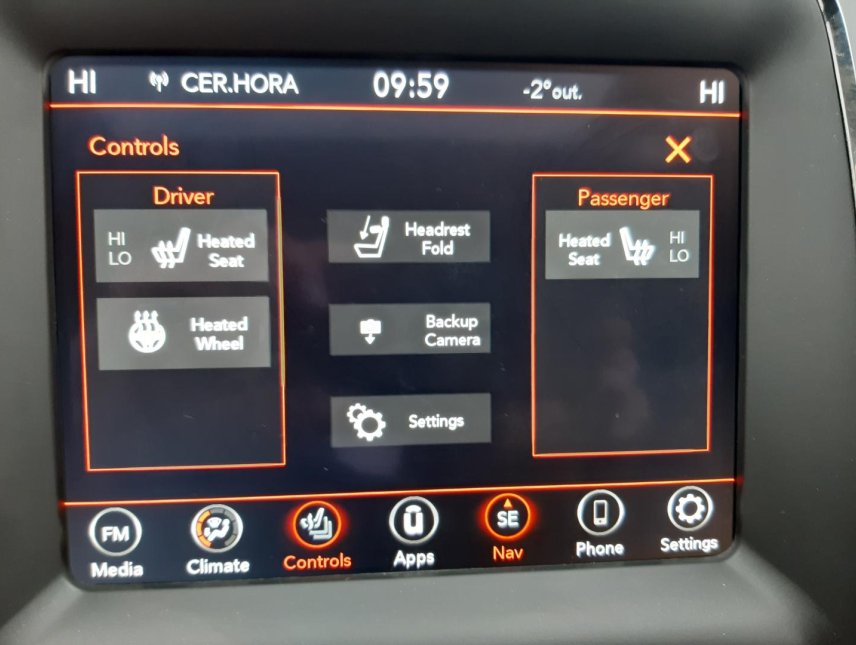 HI CER.HORA 09:59 -2° out. HI
Controls
Driver
HI
LO
Heated
Seat
Heated
Wheel
Headrest
Fold
Backup
Camera
Settings
Passenger
Heated
Seat
HI
LO
FM
Media
Climate
Controls
Apps
SE
Nav
Phone
Settings